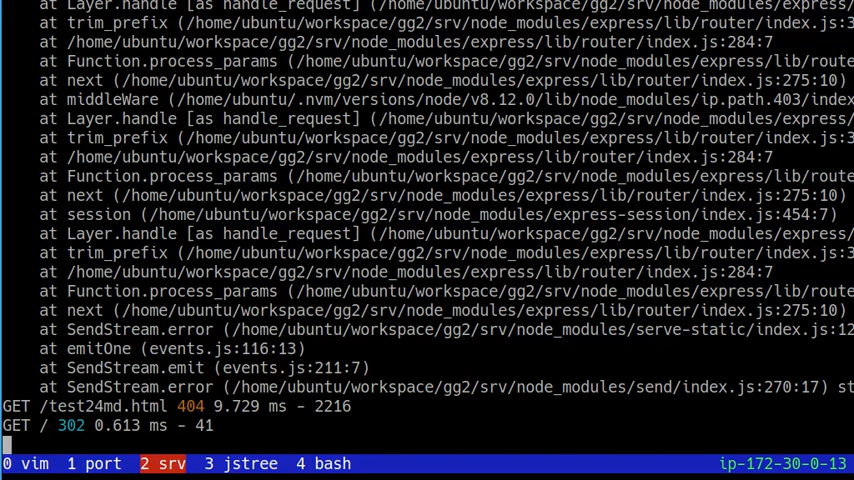 at Layer.handle [as handle_request] (/home/ubuntu/workspace/gg2/srv/node_modules/express/
at trim_prefix (/home/ubuntu/workspace/gg2/srv/node_modules/express/lib/router/index.js:3
at /home/ubuntu/workspace/gg2/srv/node_modules/express/lib/router/index.js:284:7
at Function.process_params (/home/ubuntu/workspace/gg2/srv/node_modules/express/lib/route
at next (/home/ubuntu/workspace/gg2/srv/node_modules/express/lib/router/index.js:275:10)
at middleWare (/home/ubuntu/.nvm/versions/node/v8.12.0/lib/node_modules/ip.path.403/index
at Layer.handle [as handle_request] (/home/ubuntu/workspace/gg2/srv/node_modules/express/
at trim_prefix (/home/ubuntu/workspace/gg2/srv/node_modules/express/lib/router/index.js:3
at /home/ubuntu/workspace/gg2/srv/node_modules/express/lib/router/index.js:284:7
at Function.process_params (/home/ubuntu/workspace/gg2/srv/node_modules/express/lib/route
at next (/home/ubuntu/workspace/gg2/srv/node_modules/express/lib/router/index.js:275:10)
at session (/home/ubuntu/workspace/gg2/srv/node_modules/express-session/index.js:454:7)
at Layer.handle [as handle_request] (/home/ubuntu/workspace/gg2/srv/node_modules/express/
at trim_prefix (/home/ubuntu/workspace/gg2/srv/node_modules/express/lib/router/index.js:3
at /home/ubuntu/workspace/gg2/srv/node_modules/express/lib/router/index.js:284:7
at Function.process_params (/home/ubuntu/workspace/gg2/srv/node_modules/express/lib/route
at next (/home/ubuntu/workspace/gg2/srv/node_modules/express/lib/router/index.js:275:10)
at SendStream.error (/home/ubuntu/workspace/gg2/srv/node_modules/serve-static/index.js:12
at emitOne (events.js:116:13)
at SendStream.emit (events.js:211:7)
at SendStream.error (/home/ubuntu/workspace/gg2/srv/node_modules/send/index.js:270:17) st
GET /test24md.html 404 9.729 ms - 2216
GET / 302 0.613 ms - 41
0 vim 1 port 2 srv 3 jstree 4 bash ip-172-30-0-13